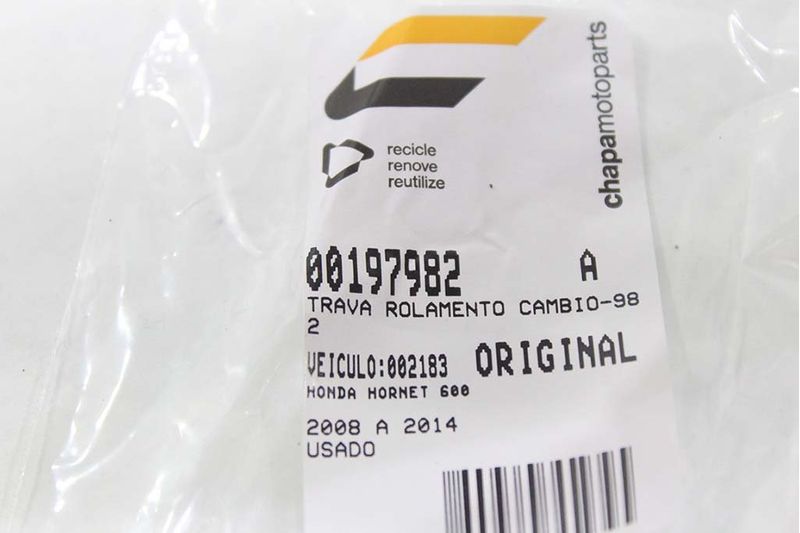 chapamotoparts
recicle
renove
reutilize
00197982 A
TRAVA ROLAMENTO CAMBIO-98
2
VEICULO:002183 ORIGINAL
HONDA HORNET 600
2008 A 2014
USADO